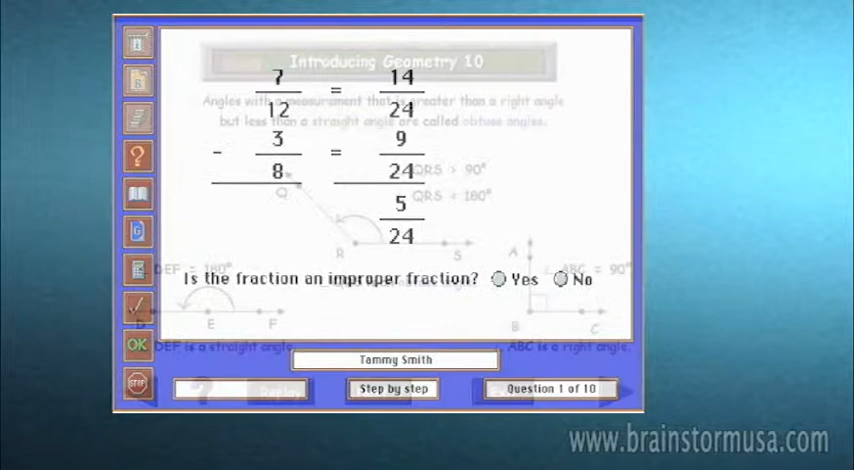 Introducing Geometry 10
7/12 = 14/24
Angles with a measurement that is greater than a right angle
but less than a straight angle are called obtuse angles.
- 3/8 = 9/24
QRS > 90°
QRS < 180°
5/24
Q
R
S
A
DEF = 180°
ABC = 90°
Is the fraction an improper fraction? Yes No
D
E
F
B
C
DEF is a straight angle.
ABC is a right angle.
Tammy Smith
Replay
Step by step
Question 1 of 10
OK
STOP
www.brainstormusa.com